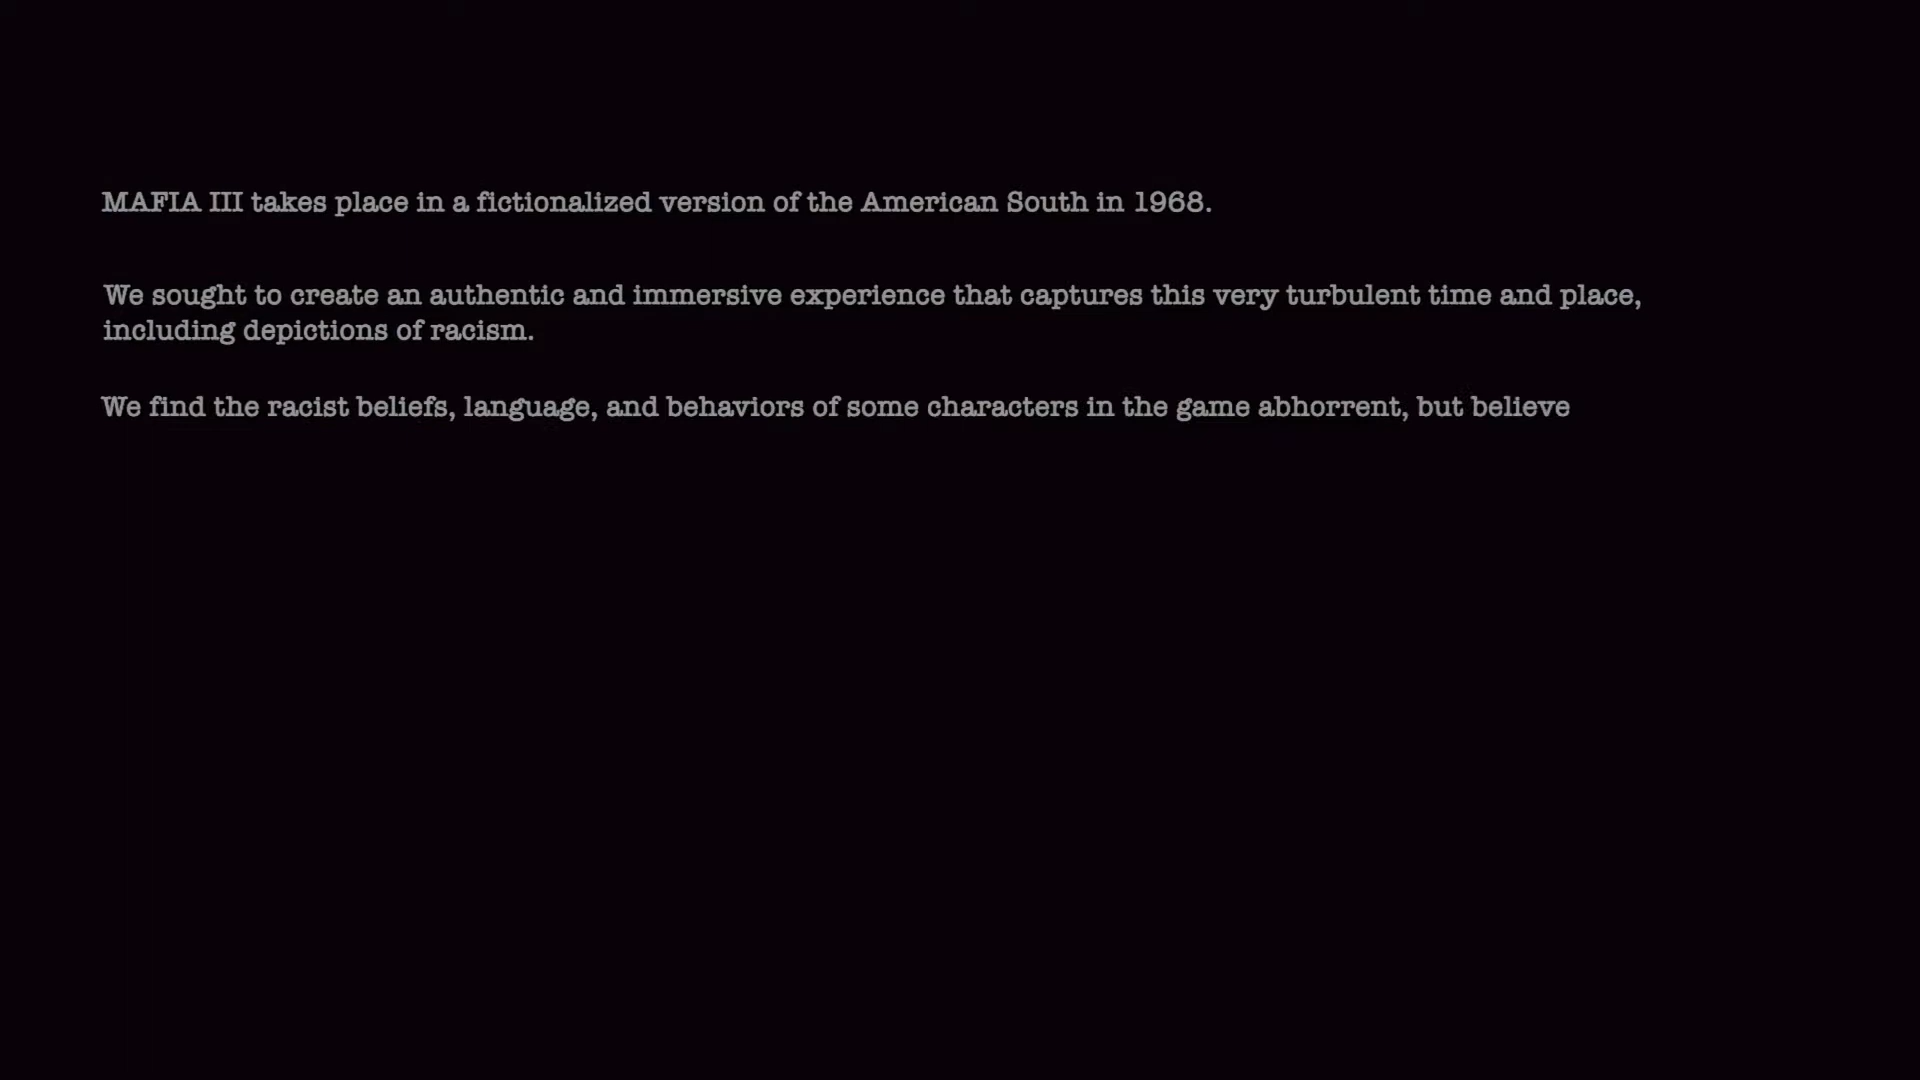 MAFIA III takes place in a fictionalized version of the American South in 1968.
We sought to create an authentic and immersive experience that captures this very turbulent time and place,
including depictions of racism.
We find the racist beliefs, language, and behaviors of some characters in the game abhorrent, but believe